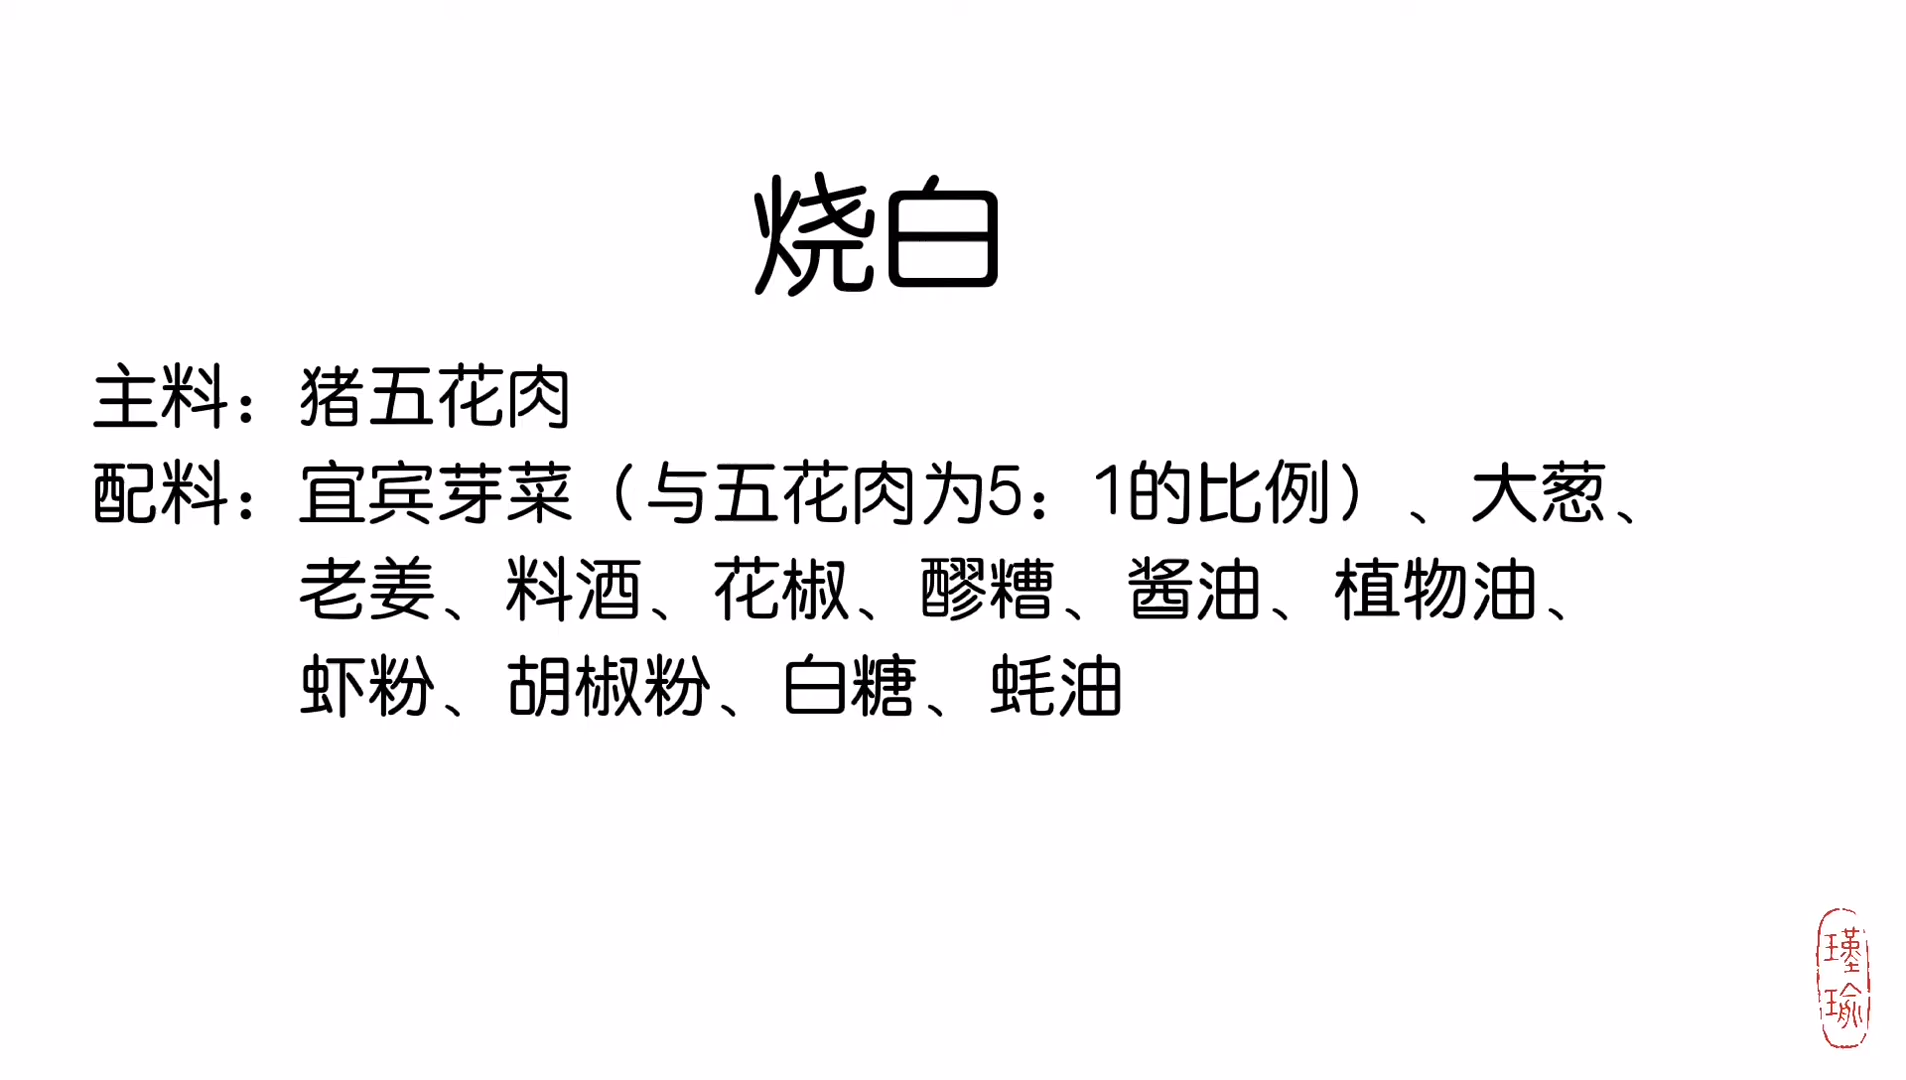 烧白
主料：猪五花肉
配料：宜宾芽菜（与五花肉为5：1的比例）、大葱、
老姜、料酒、花椒、醪糟、酱油、植物油、
虾粉、胡椒粉、白糖、蚝油
瑾瑜